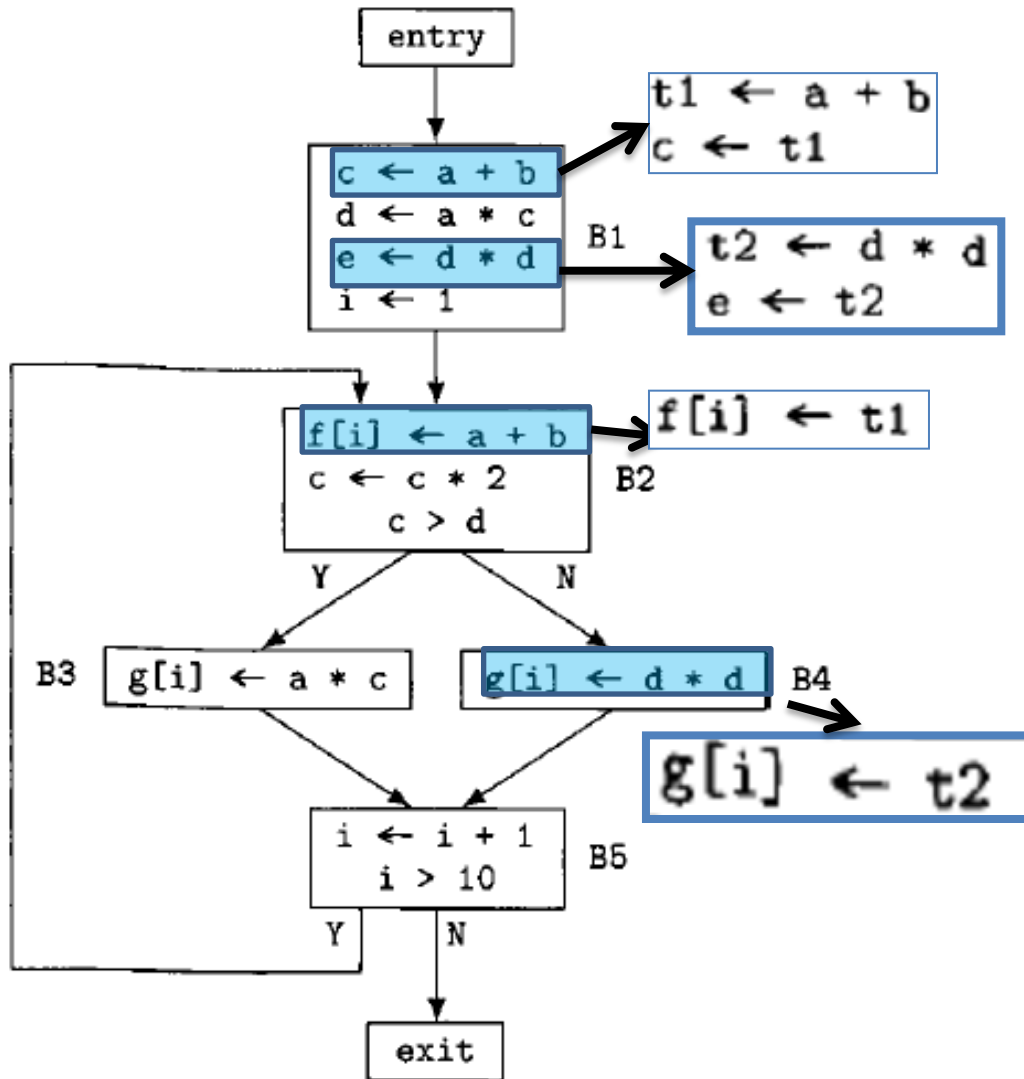 entry
t1 ← a + b
c ← t1
c ← a + b
d ← a * c
e ← d * d
i ← 1
B1
t2 ← d * d
e ← t2
f[i] ← a + b
c ← c * 2
c > d
B2
f[i] ← t1
Y
N
B3
g[i] ← a * c
g[i] ← d * d
B4
g[i] ← t2
i ← i + 1
i > 10
B5
Y
N
exit